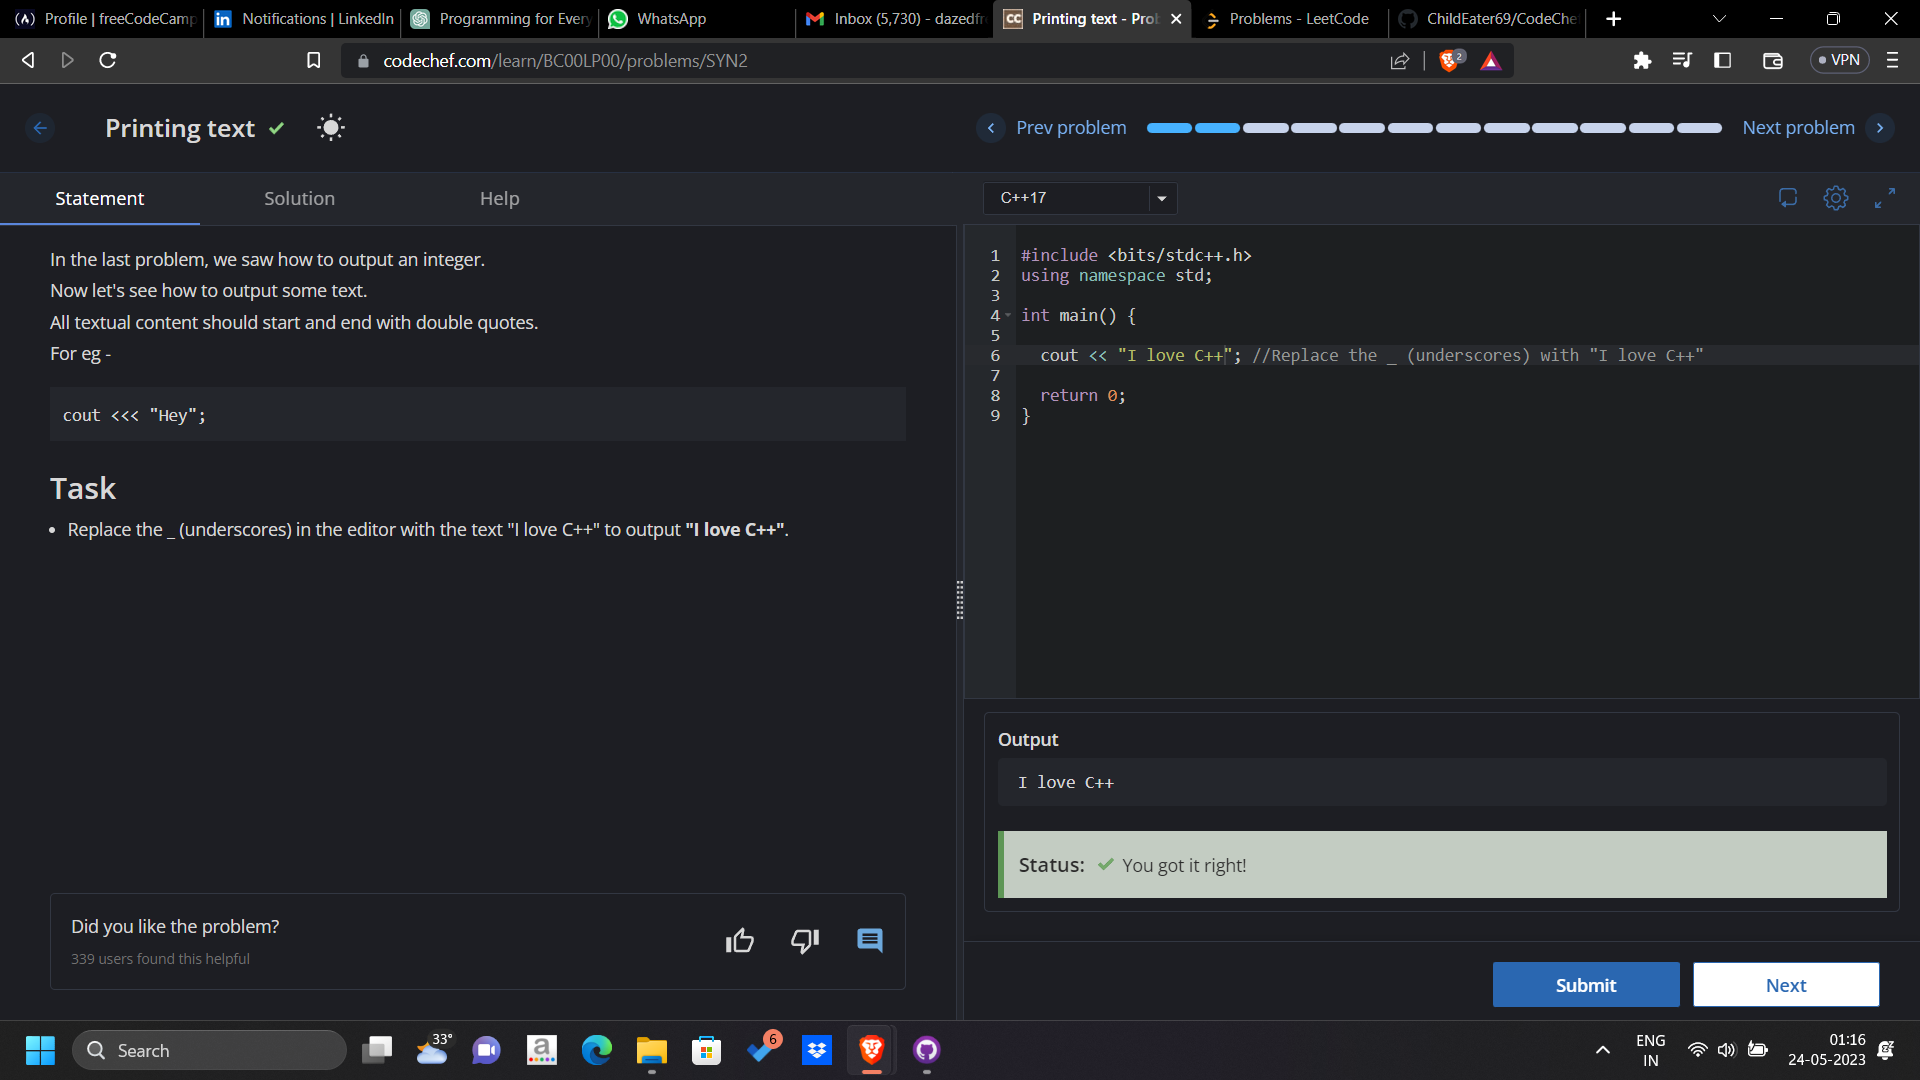 Profile | freeCodeCamp
Notifications | LinkedIn
Programming for Every
WhatsApp
Inbox (5,730) - dazedfr
CC
Printing text - Prob
Problems - LeetCode
ChildEater69/CodeChe
codechef.com/learn/BC00LP00/problems/SYN2
2
VPN
Printing text
Prev problem
Next problem
Statement
Solution
Help
C++17
In the last problem, we saw how to output an integer.
Now let's see how to output some text.
All textual content should start and end with double quotes.
For eg -
cout <<< "Hey";
Task
• Replace the _ (underscores) in the editor with the text "I love C++" to output "I love C++".
1 #include <bits/stdc++.h>
2 using namespace std;
3
4 int main() {
5
6 cout << "I love C++"; //Replace the _ (underscores) with "I love C++"
7
8 return 0;
9 }
Output
I love C++
Status: You got it right!
Did you like the problem?
339 users found this helpful
Submit
Next
Search
33°
a
6
ENG
IN
01:16
24-05-2023